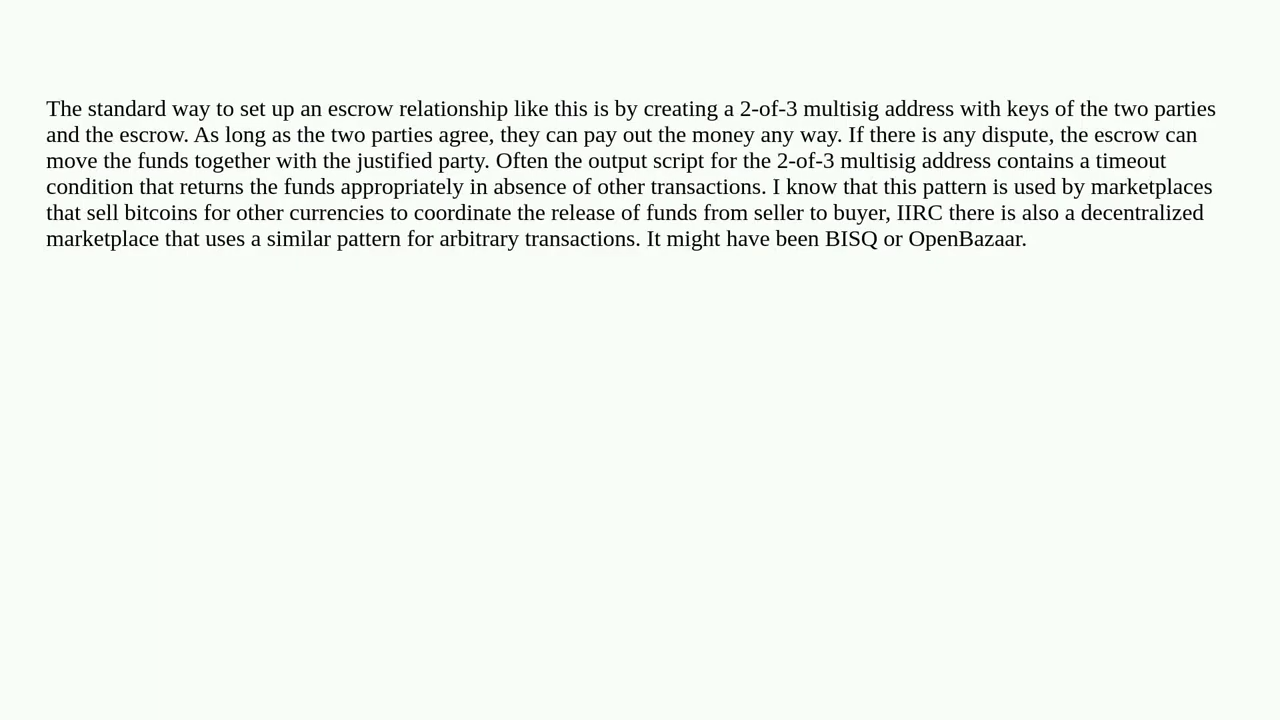 The standard way to set up an escrow relationship like this is by creating a 2-of-3 multisig address with keys of the two parties
and the escrow. As long as the two parties agree, they can pay out the money any way. If there is any dispute, the escrow can
move the funds together with the justified party. Often the output script for the 2-of-3 multisig address contains a timeout
condition that returns the funds appropriately in absence of other transactions. I know that this pattern is used by marketplaces
that sell bitcoins for other currencies to coordinate the release of funds from seller to buyer, IIRC there is also a decentralized
marketplace that uses a similar pattern for arbitrary transactions. It might have been BISQ or OpenBazaar.